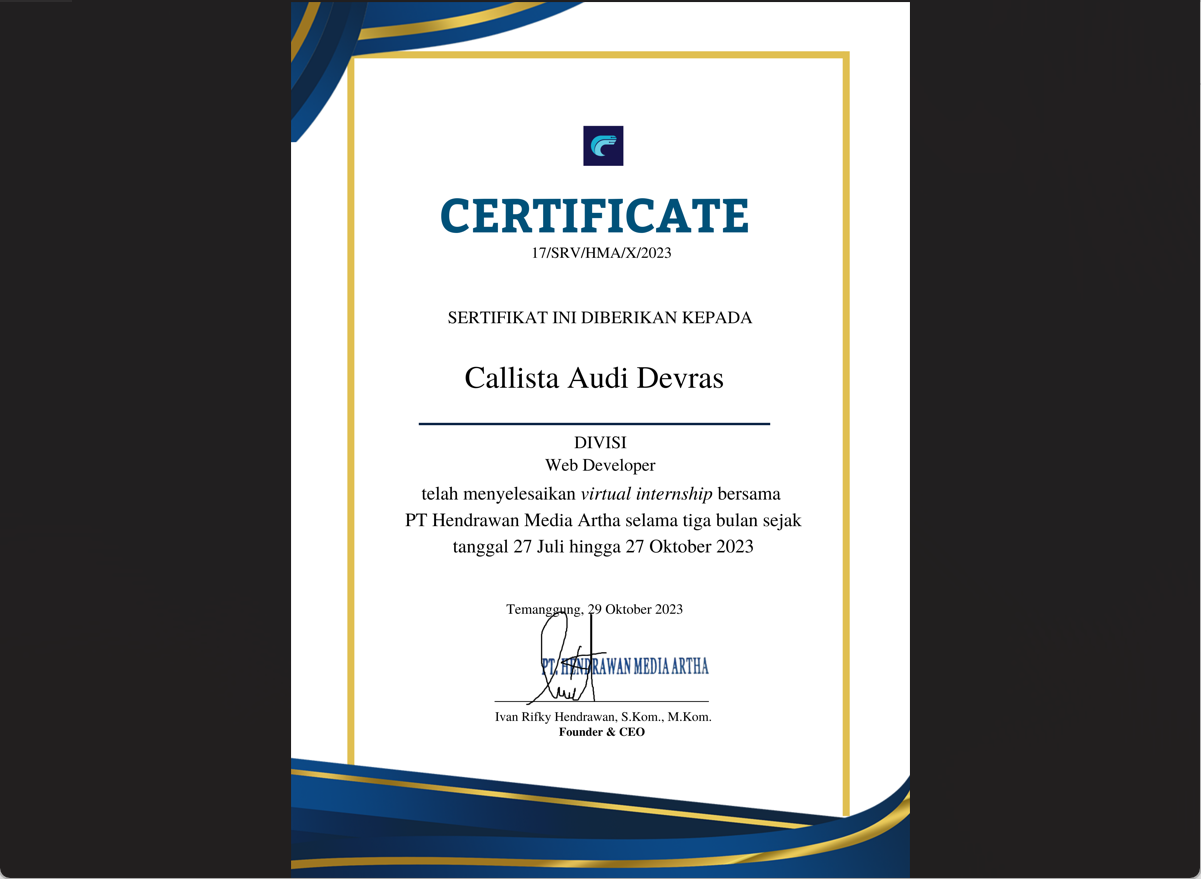 CERTIFICATE
17/SRV/HMA/X/2023
SERTIFIKAT INI DIBERIKAN KEPADA
Callista Audi Devras
DIVISI
Web Developer
telah menyelesaikan virtual internship bersama
PT Hendrawan Media Artha selama tiga bulan sejak
tanggal 27 Juli hingga 27 Oktober 2023
Temanggung, 29 Oktober 2023
PT. HENDRAWAN MEDIA ARTHA
Ivan Rifky Hendrawan, S.Kom., M.Kom.
Founder & CEO